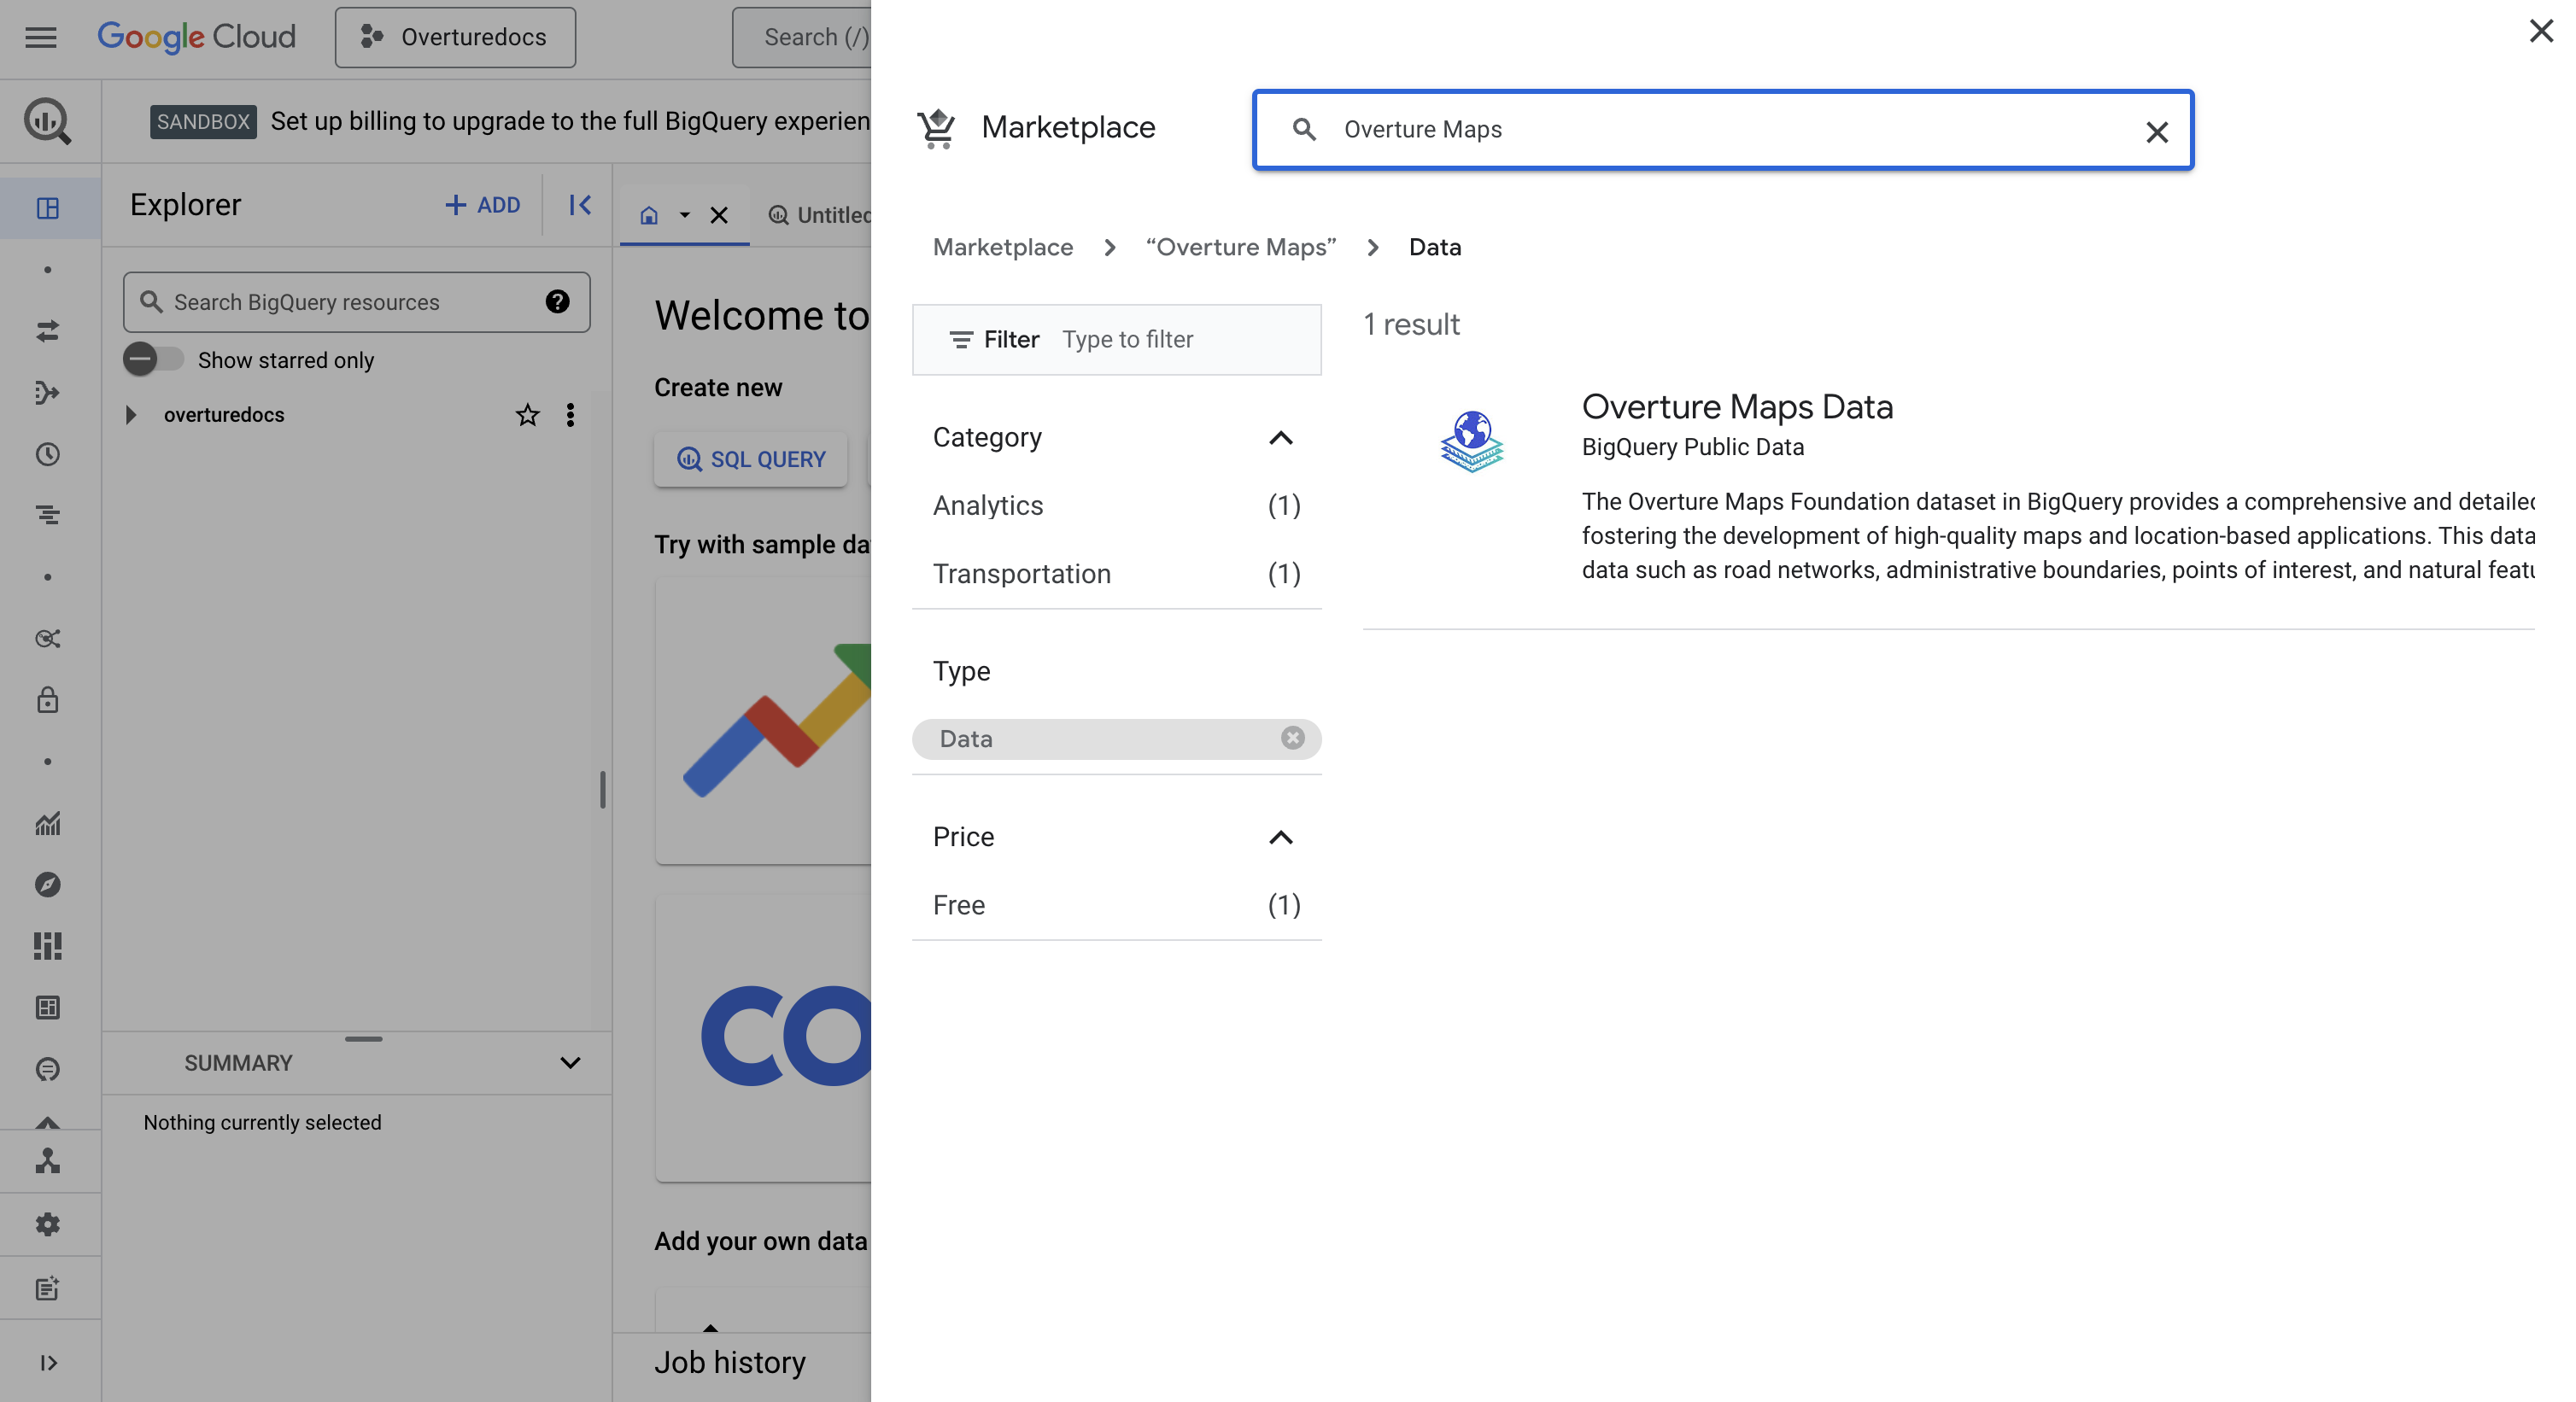 Google Cloud
Overturedocs
Search (/)
SANDBOX Set up billing to upgrade to the full BigQuery experien
Explorer
+ ADD
Untitled
Search BigQuery resources
Show starred only
overturedocs
SUMMARY
Nothing currently selected
Welcome to
Create new
SQL QUERY
Try with sample da
CO
Add your own data
Job history
Marketplace
Overture Maps
Marketplace > “Overture Maps” > Data
Filter Type to filter
Category
Analytics (1)
Transportation (1)
Type
Data
Price
Free (1)
1 result
Overture Maps Data
BigQuery Public Data
The Overture Maps Foundation dataset in BigQuery provides a comprehensive and detailed
fostering the development of high-quality maps and location-based applications. This data
data such as road networks, administrative boundaries, points of interest, and natural featu